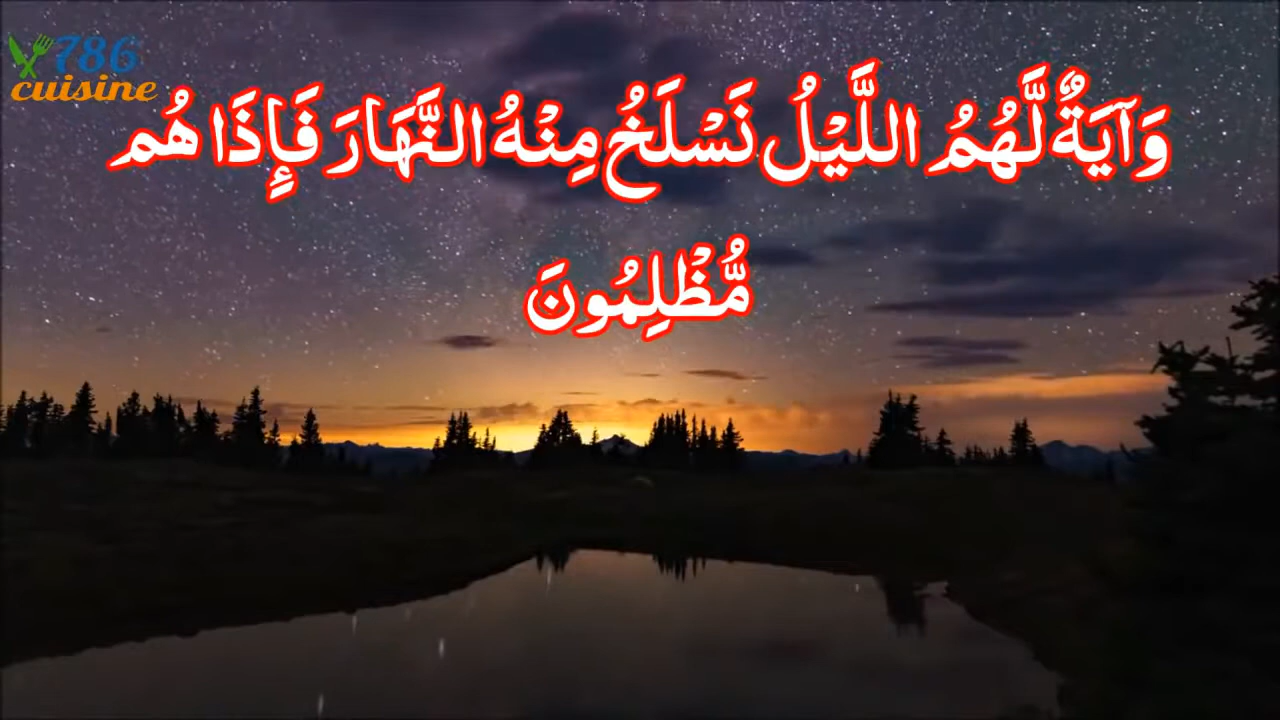 786
cuisine
وَآيَةٌ لَّهُمُ اللَّيْلُ نَسْلَخُ مِنْهُ النَّهَارَ فَإِذَا هُم
مُّظْلِمُونَ